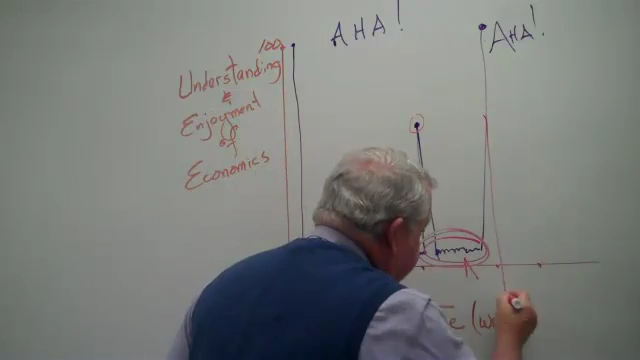 AHA!
AHA!
100
Understanding
&
Enjoyment
of
Economics